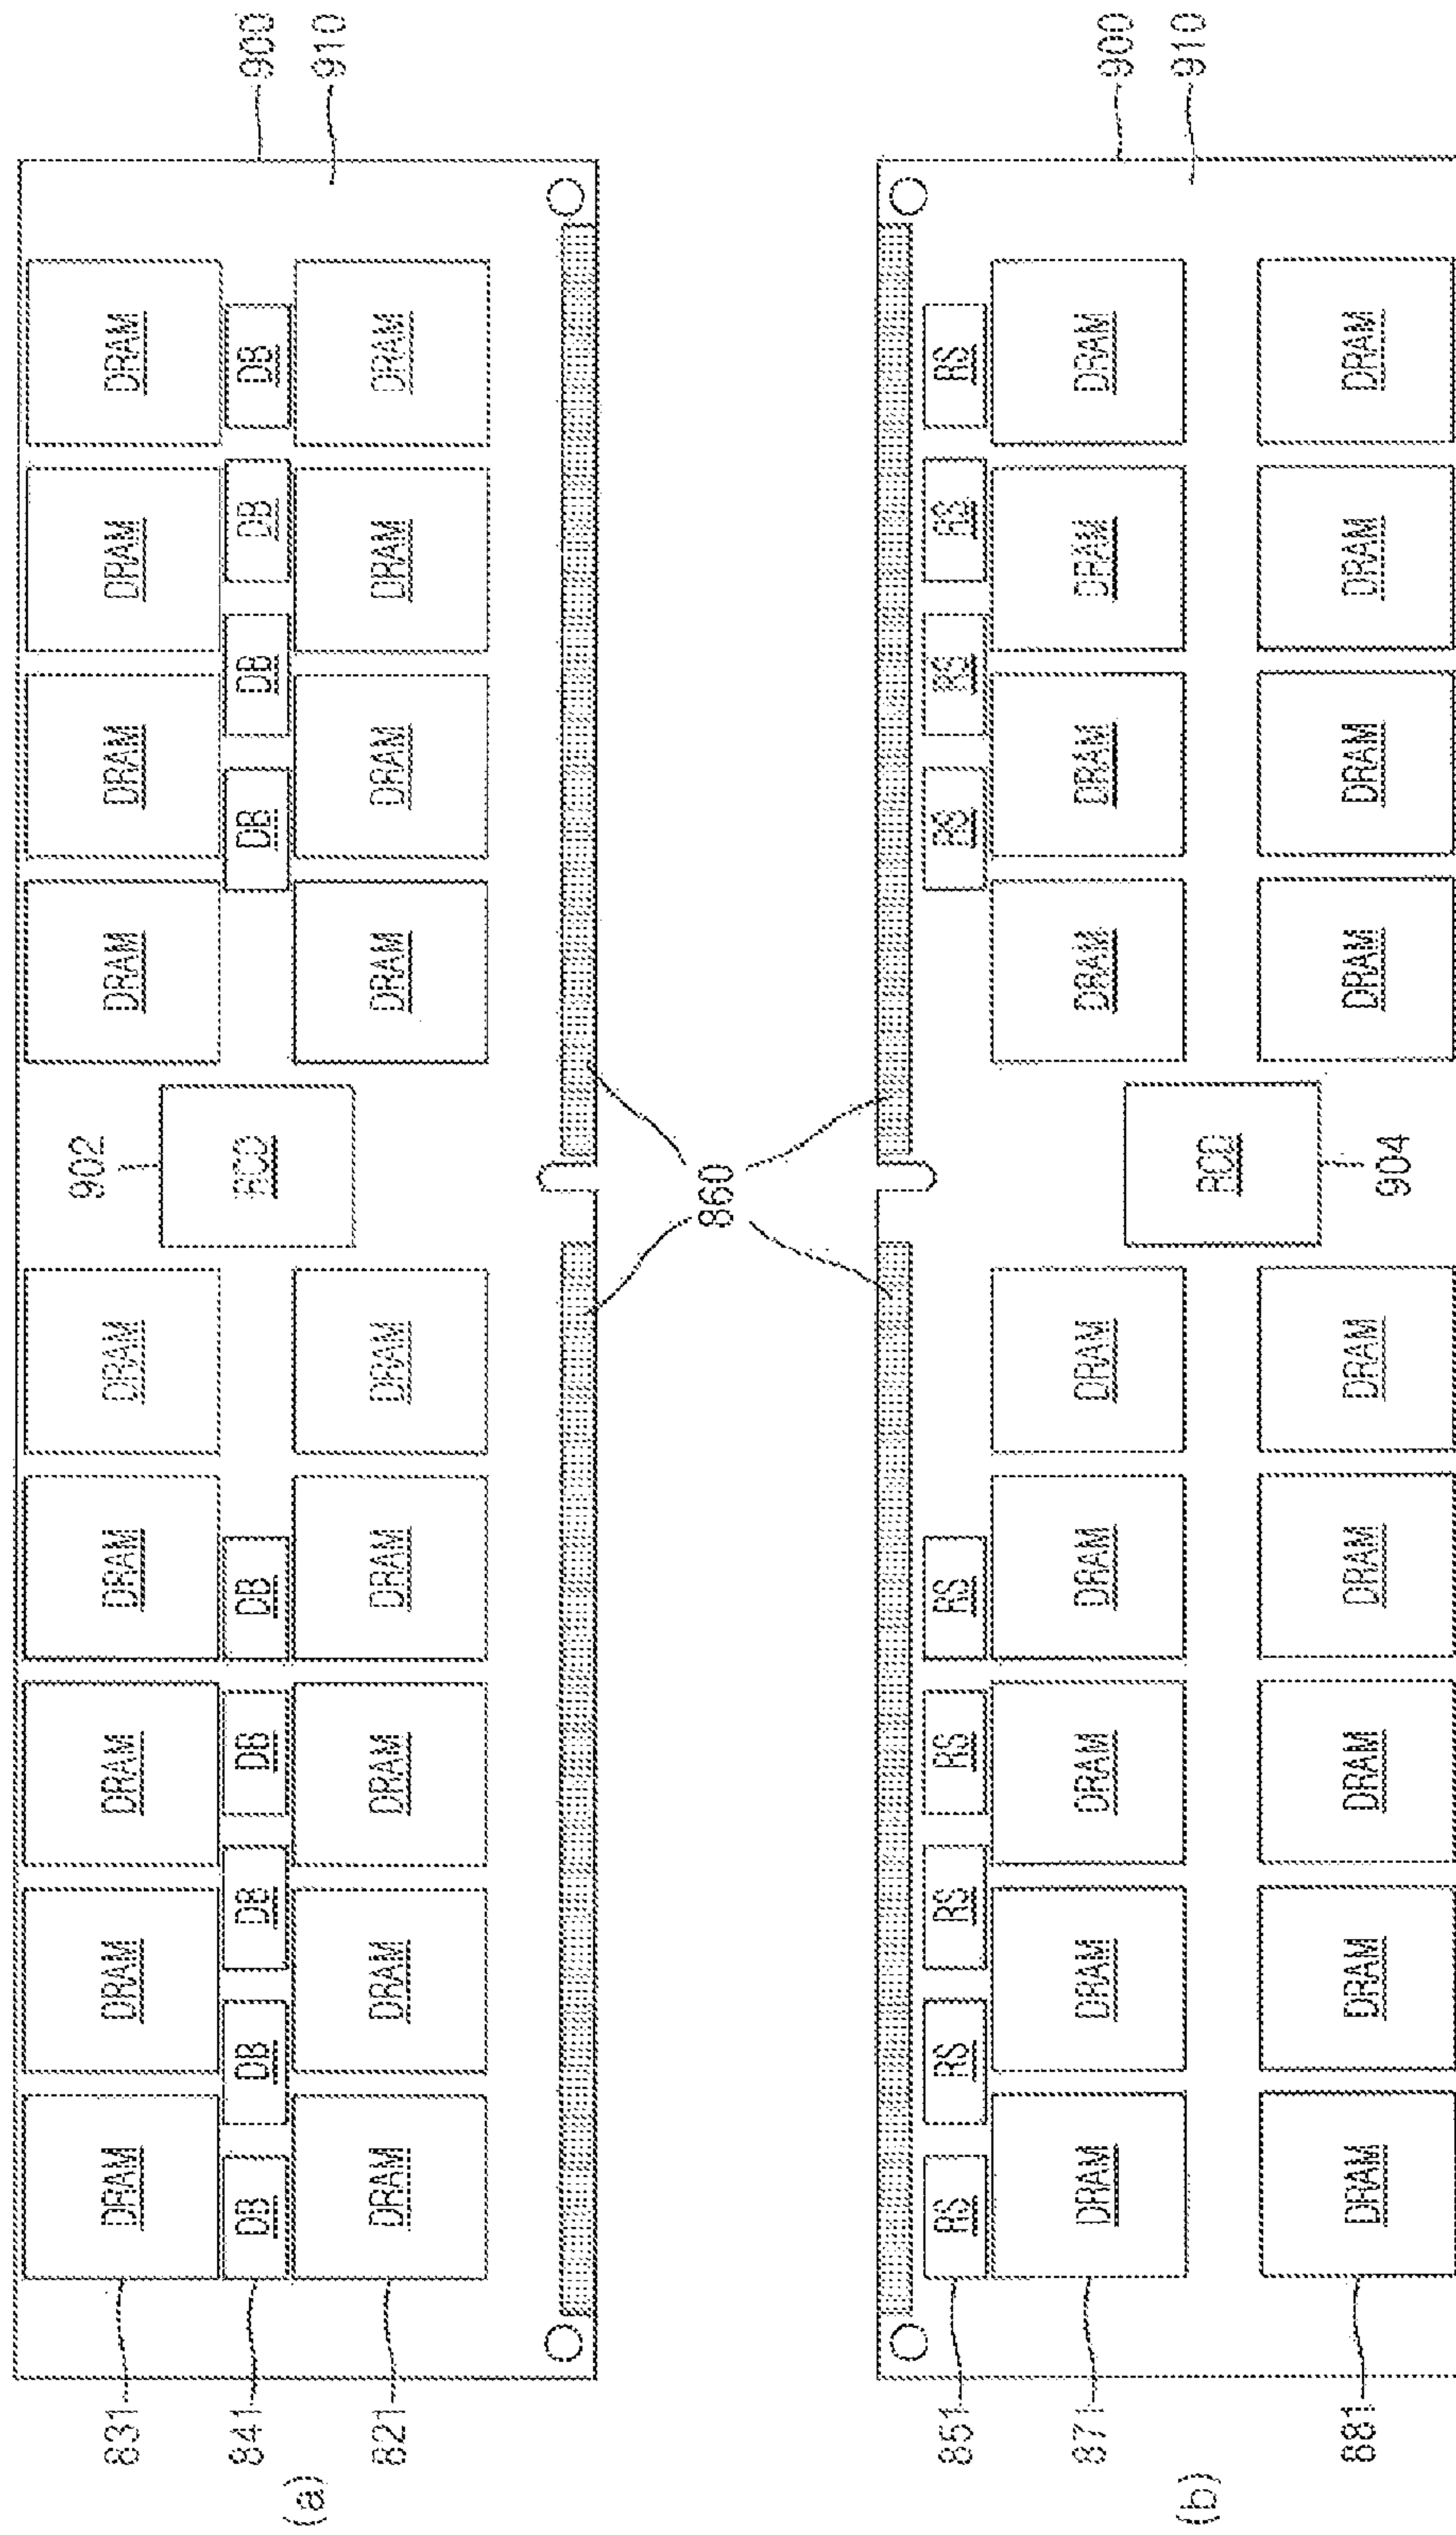 902
831 DRAM DRAM DRAM DRAM DRAM DRAM DRAM DRAM DRAM
841 DB DB DB DB DB RCD DB DB DB DB 900
(a)
821 DRAM DRAM DRAM DRAM DRAM DRAM DRAM DRAM DRAM 910
860
851 RS RS RS RS RS RS RS RS RS
871 DRAM DRAM DRAM DRAM DRAM DRAM DRAM DRAM DRAM 900
(b) RCD 910
881 DRAM DRAM DRAM DRAM DRAM DRAM DRAM DRAM DRAM
904